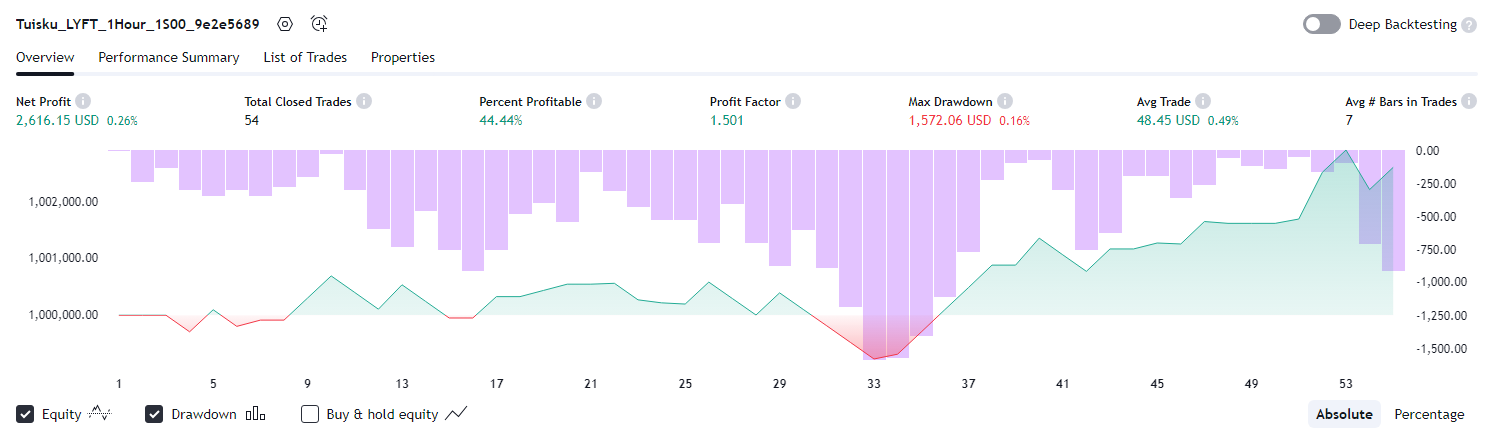 Tuisku_LYFT_1Hour_1S00_9e2e5689 Deep Backtesting ?
Overview Performance Summary List of Trades Properties
Net Profit i Total Closed Trades i Percent Profitable i Profit Factor i Max Drawdown i Avg Trade i Avg # Bars in Trades i
2,616.15 USD 0.26% 54 44.44% 1.501 1,572.06 USD 0.16% 48.45 USD 0.49% 7
0.00
-250.00
1,002,000.00
-500.00
-750.00
1,001,000.00
-1,000.00
1,000,000.00 -1,250.00
-1,500.00
1 5 9 13 17 21 25 29 33 37 41 45 49 53
Equity Drawdown Buy & hold equity Absolute Percentage